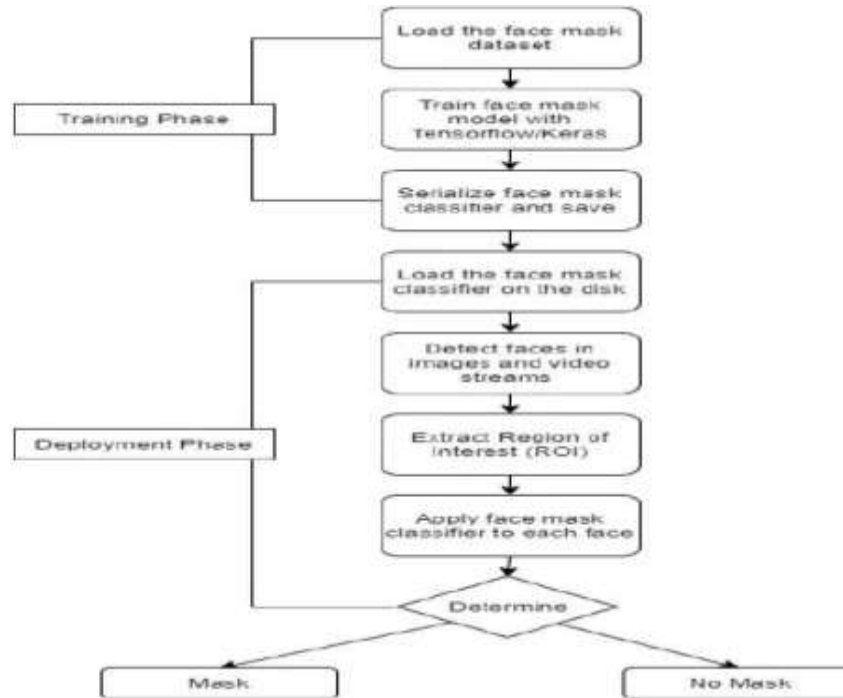 Load the face mask
dataset
Train face mask
model with
Tensorflow/Keras
Training Phase
Serialize face mask
classifier and save
Load the face mask
classifier on the disk
Detect faces in
images and video
streams
Extract Region of
Interest (ROI)
Deployment Phase
Apply face mask
classifier to each face
Determine
Mask
No Mask